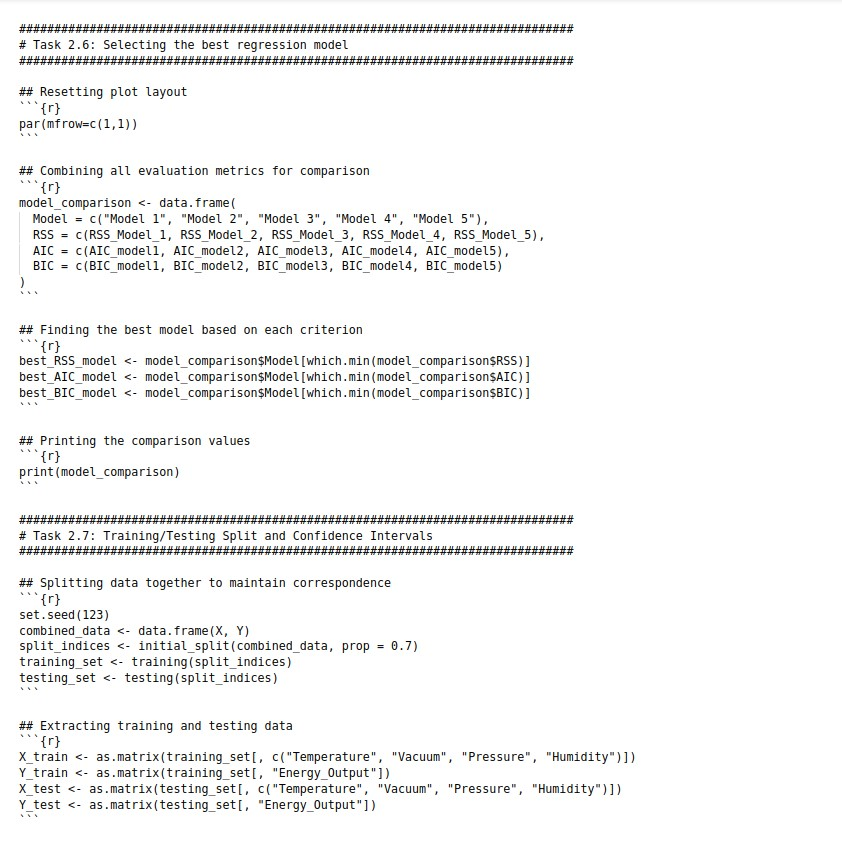 ###############################################################################
# Task 2.6: Selecting the best regression model
###############################################################################
## Resetting plot layout
```{r}
par(mfrow=c(1,1))
```
## Combining all evaluation metrics for comparison
```{r}
model_comparison <- data.frame(
  Model = c("Model 1", "Model 2", "Model 3", "Model 4", "Model 5"),
  RSS = c(RSS_Model_1, RSS_Model_2, RSS_Model_3, RSS_Model_4, RSS_Model_5),
  AIC = c(AIC_model1, AIC_model2, AIC_model3, AIC_model4, AIC_model5),
  BIC = c(BIC_model1, BIC_model2, BIC_model3, BIC_model4, BIC_model5)
)
```
## Finding the best model based on each criterion
```{r}
best_RSS_model <- model_comparison$Model[which.min(model_comparison$RSS)]
best_AIC_model <- model_comparison$Model[which.min(model_comparison$AIC)]
best_BIC_model <- model_comparison$Model[which.min(model_comparison$BIC)]
```
## Printing the comparison values
```{r}
print(model_comparison)
```
###############################################################################
# Task 2.7: Training/Testing Split and Confidence Intervals
###############################################################################
## Splitting data together to maintain correspondence
```{r}
set.seed(123)
combined_data <- data.frame(X, Y)
split_indices <- initial_split(combined_data, prop = 0.7)
training_set <- training(split_indices)
testing_set <- testing(split_indices)
```
## Extracting training and testing data
```{r}
X_train <- as.matrix(training_set[, c("Temperature", "Vacuum", "Pressure", "Humidity")])
Y_train <- as.matrix(training_set[, "Energy_Output"])
X_test <- as.matrix(testing_set[, c("Temperature", "Vacuum", "Pressure", "Humidity")])
Y_test <- as.matrix(testing_set[, "Energy_Output"])
```